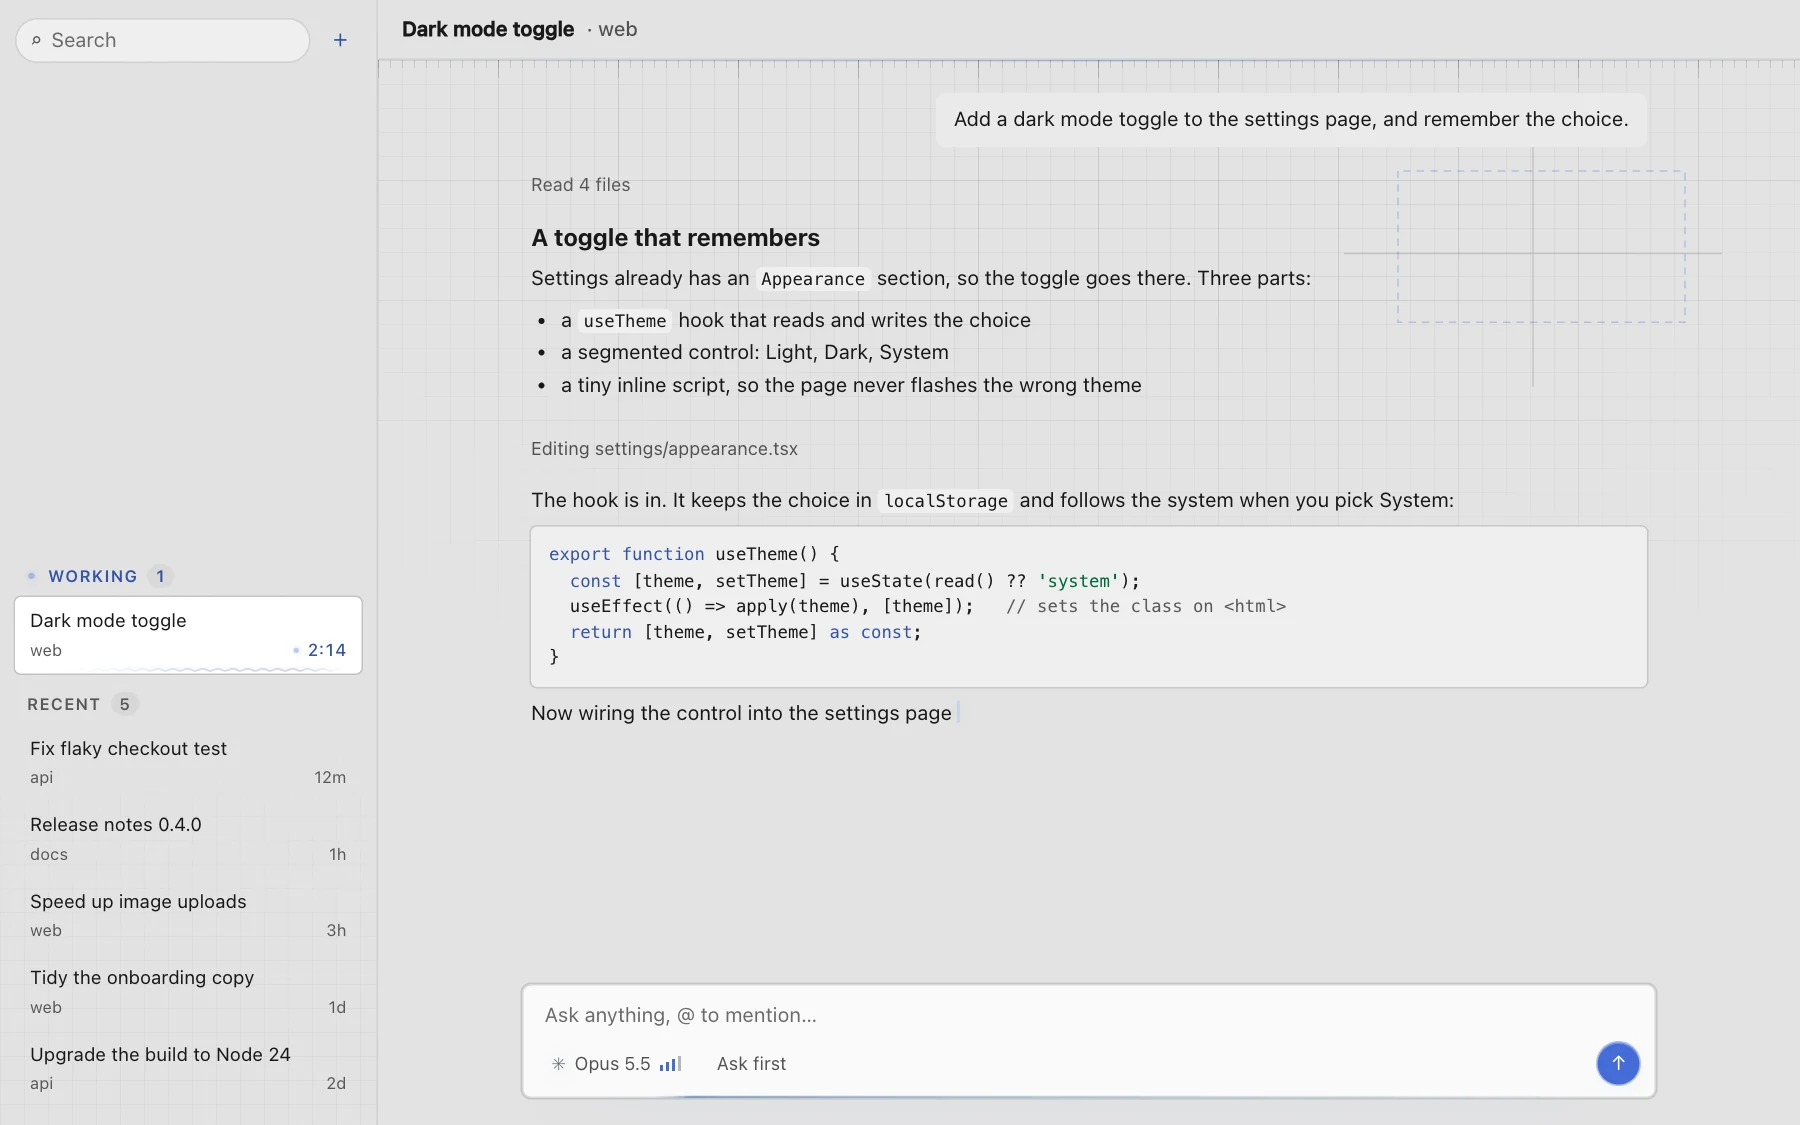 Search
+
WORKING 1
Dark mode toggle
web
2:14
RECENT 5
Fix flaky checkout test
api
12m
Release notes 0.4.0
docs
1h
Speed up image uploads
web
3h
Tidy the onboarding copy
web
1d
Upgrade the build to Node 24
api
2d
Dark mode toggle · web
Add a dark mode toggle to the settings page, and remember the choice.
Read 4 files
A toggle that remembers
Settings already has an Appearance section, so the toggle goes there. Three parts:
• a useTheme hook that reads and writes the choice
• a segmented control: Light, Dark, System
• a tiny inline script, so the page never flashes the wrong theme
Editing settings/appearance.tsx
The hook is in. It keeps the choice in localStorage and follows the system when you pick System:
export function useTheme() {
  const [theme, setTheme] = useState(read() ?? 'system');
  useEffect(() => apply(theme), [theme]);   // sets the class on <html>
  return [theme, setTheme] as const;
}
Now wiring the control into the settings page
Ask anything, @ to mention...
Opus 5.5
Ask first